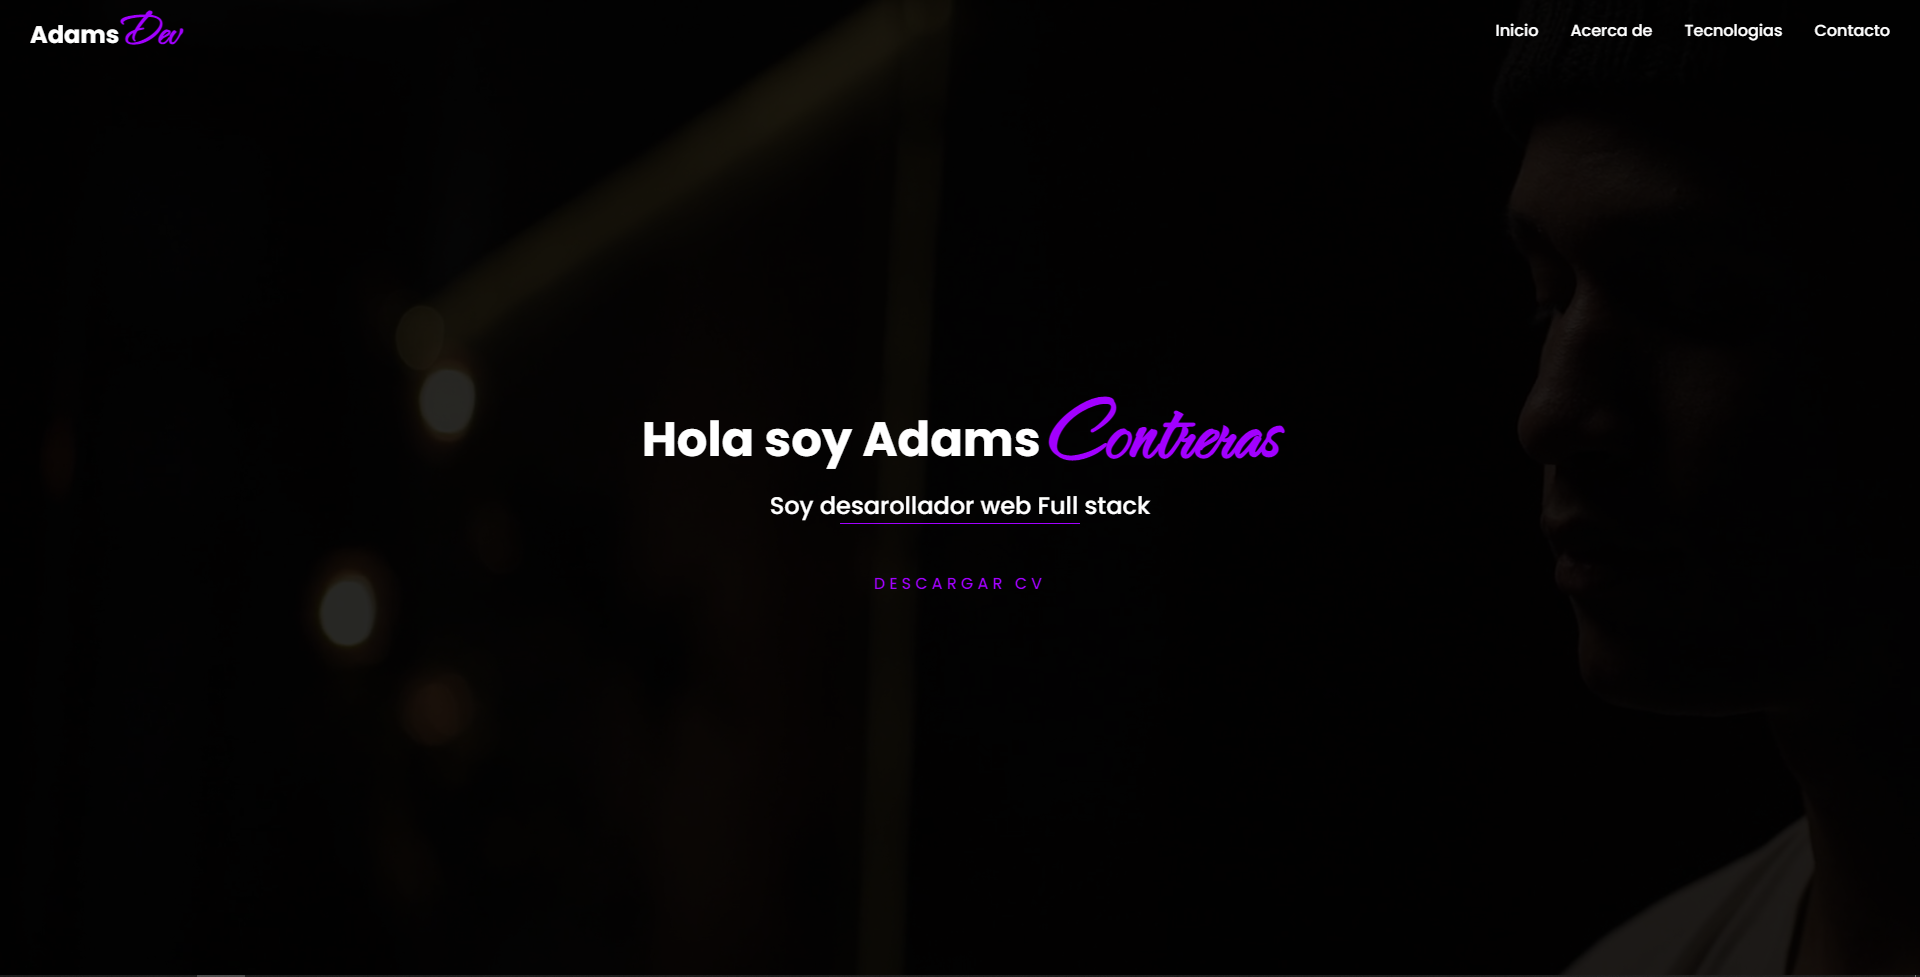 Adams Dev
Inicio Acerca de Tecnologias Contacto
Hola soy Adams Contreras
Soy desarollador web Full stack
DESCARGAR CV